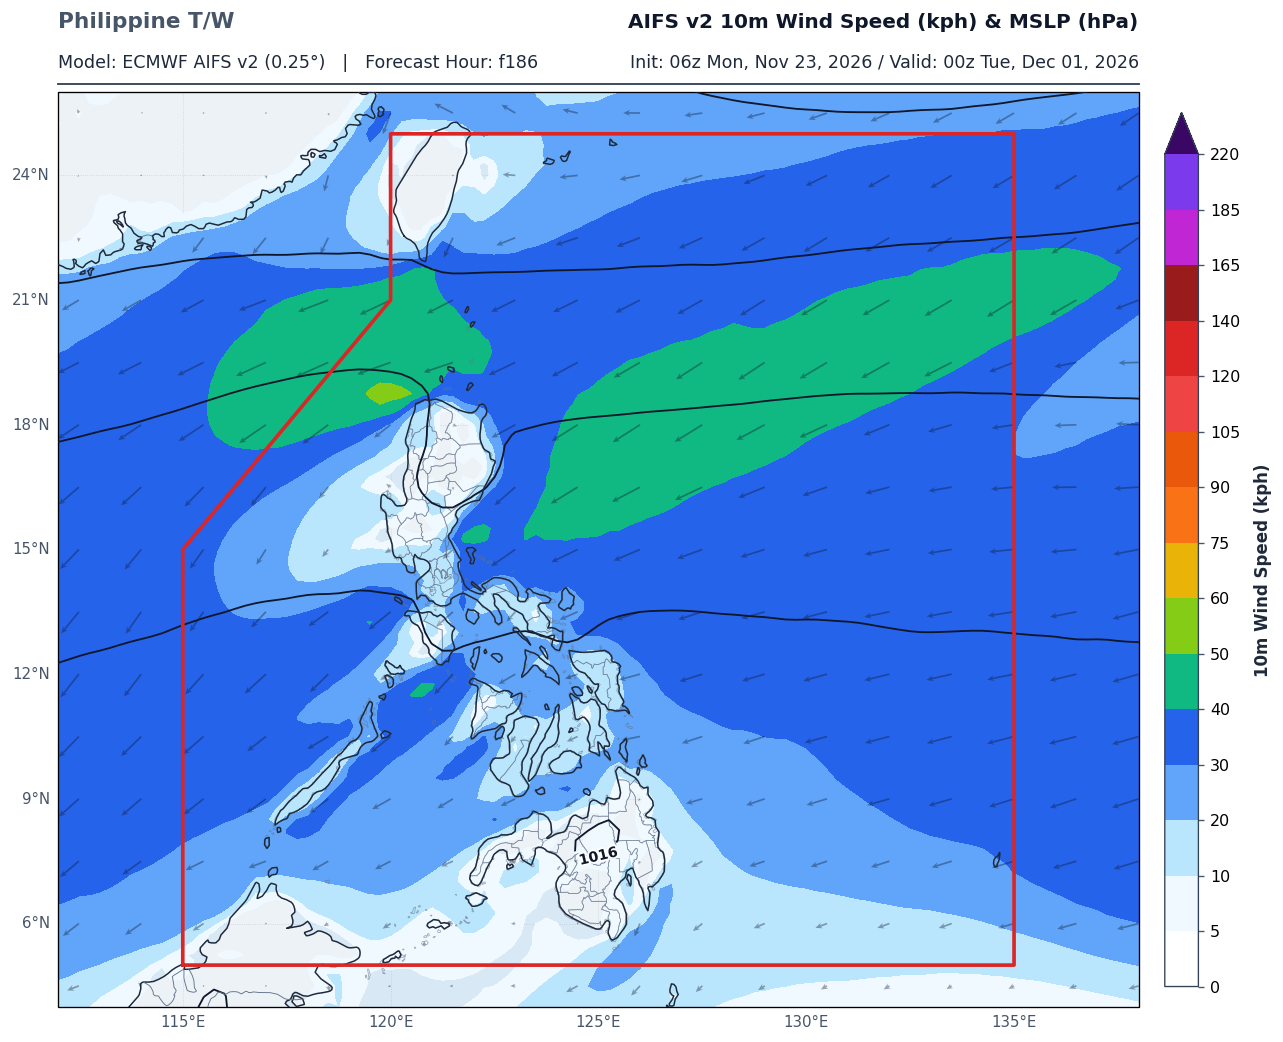 Philippine T/W
AIFS v2 10m Wind Speed (kph) & MSLP (hPa)
Model: ECMWF AIFS v2 (0.25°) | Forecast Hour: f186
Init: 06z Mon, Nov 23, 2026 / Valid: 00z Tue, Dec 01, 2026
24°N
21°N
18°N
15°N
12°N
9°N
6°N
1016
115°E
120°E
125°E
130°E
135°E
220
185
165
140
120
105
90
75
60
50
40
30
20
10
5
0
10m Wind Speed (kph)